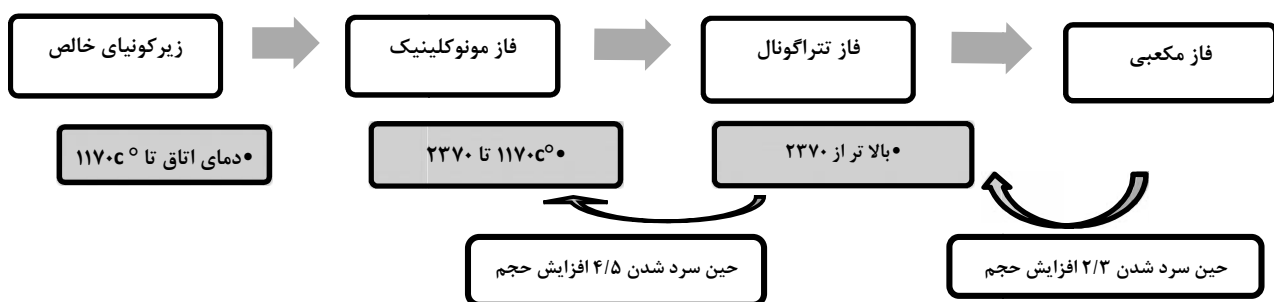 زیرکونیای خالص
فاز مونوکلینیک
فاز تتراگونال
فاز مکعبی
•دمای اتاق تا ° ۱۱۷۰c
•°۱۱۷۰c تا ۲۳۷۰
•بالا تر از ۲۳۷۰
حین سرد شدن ۴/۵ افزایش حجم
حین سرد شدن ۲/۳ افزایش حجم